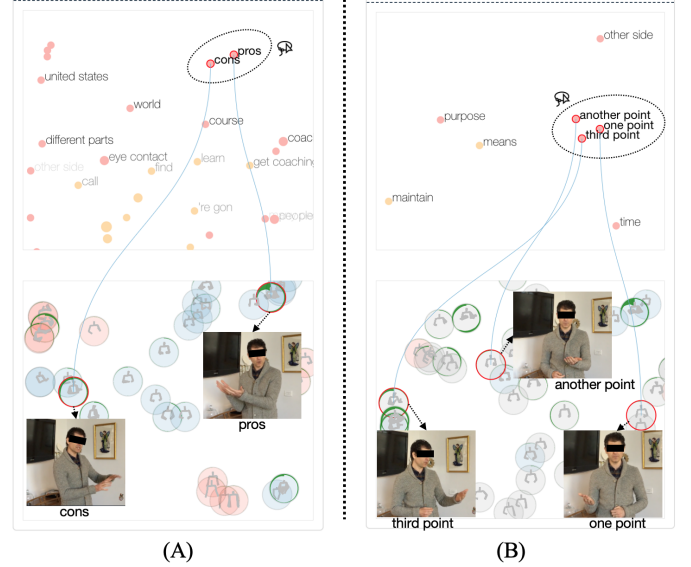 pros
cons
united states
world
course
different parts
coac
eye contact
learn
other side
find
get coaching
call
're gon
people
pros
cons
(A)
other side
another point
purpose
one point
third point
means
maintain
time
another point
third point
one point
(B)